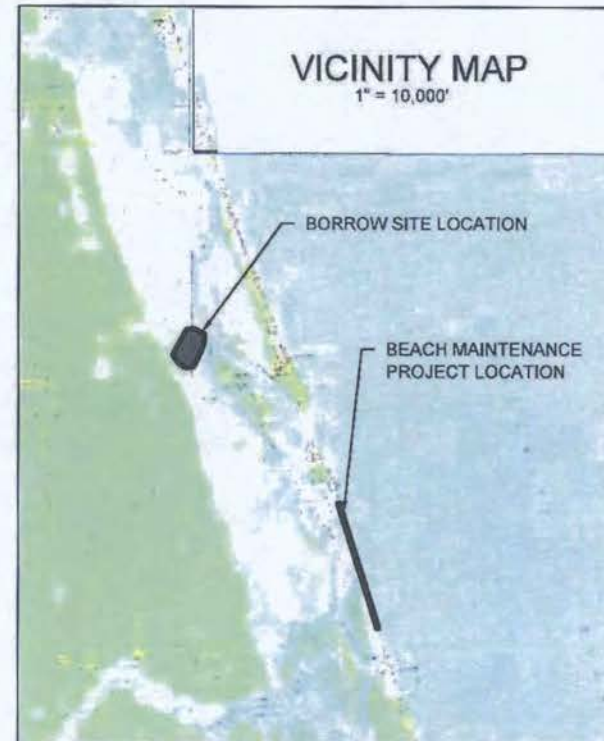 VICINITY MAP
1" = 10,000'
BORROW SITE LOCATION
BEACH MAINTENANCE
PROJECT LOCATION